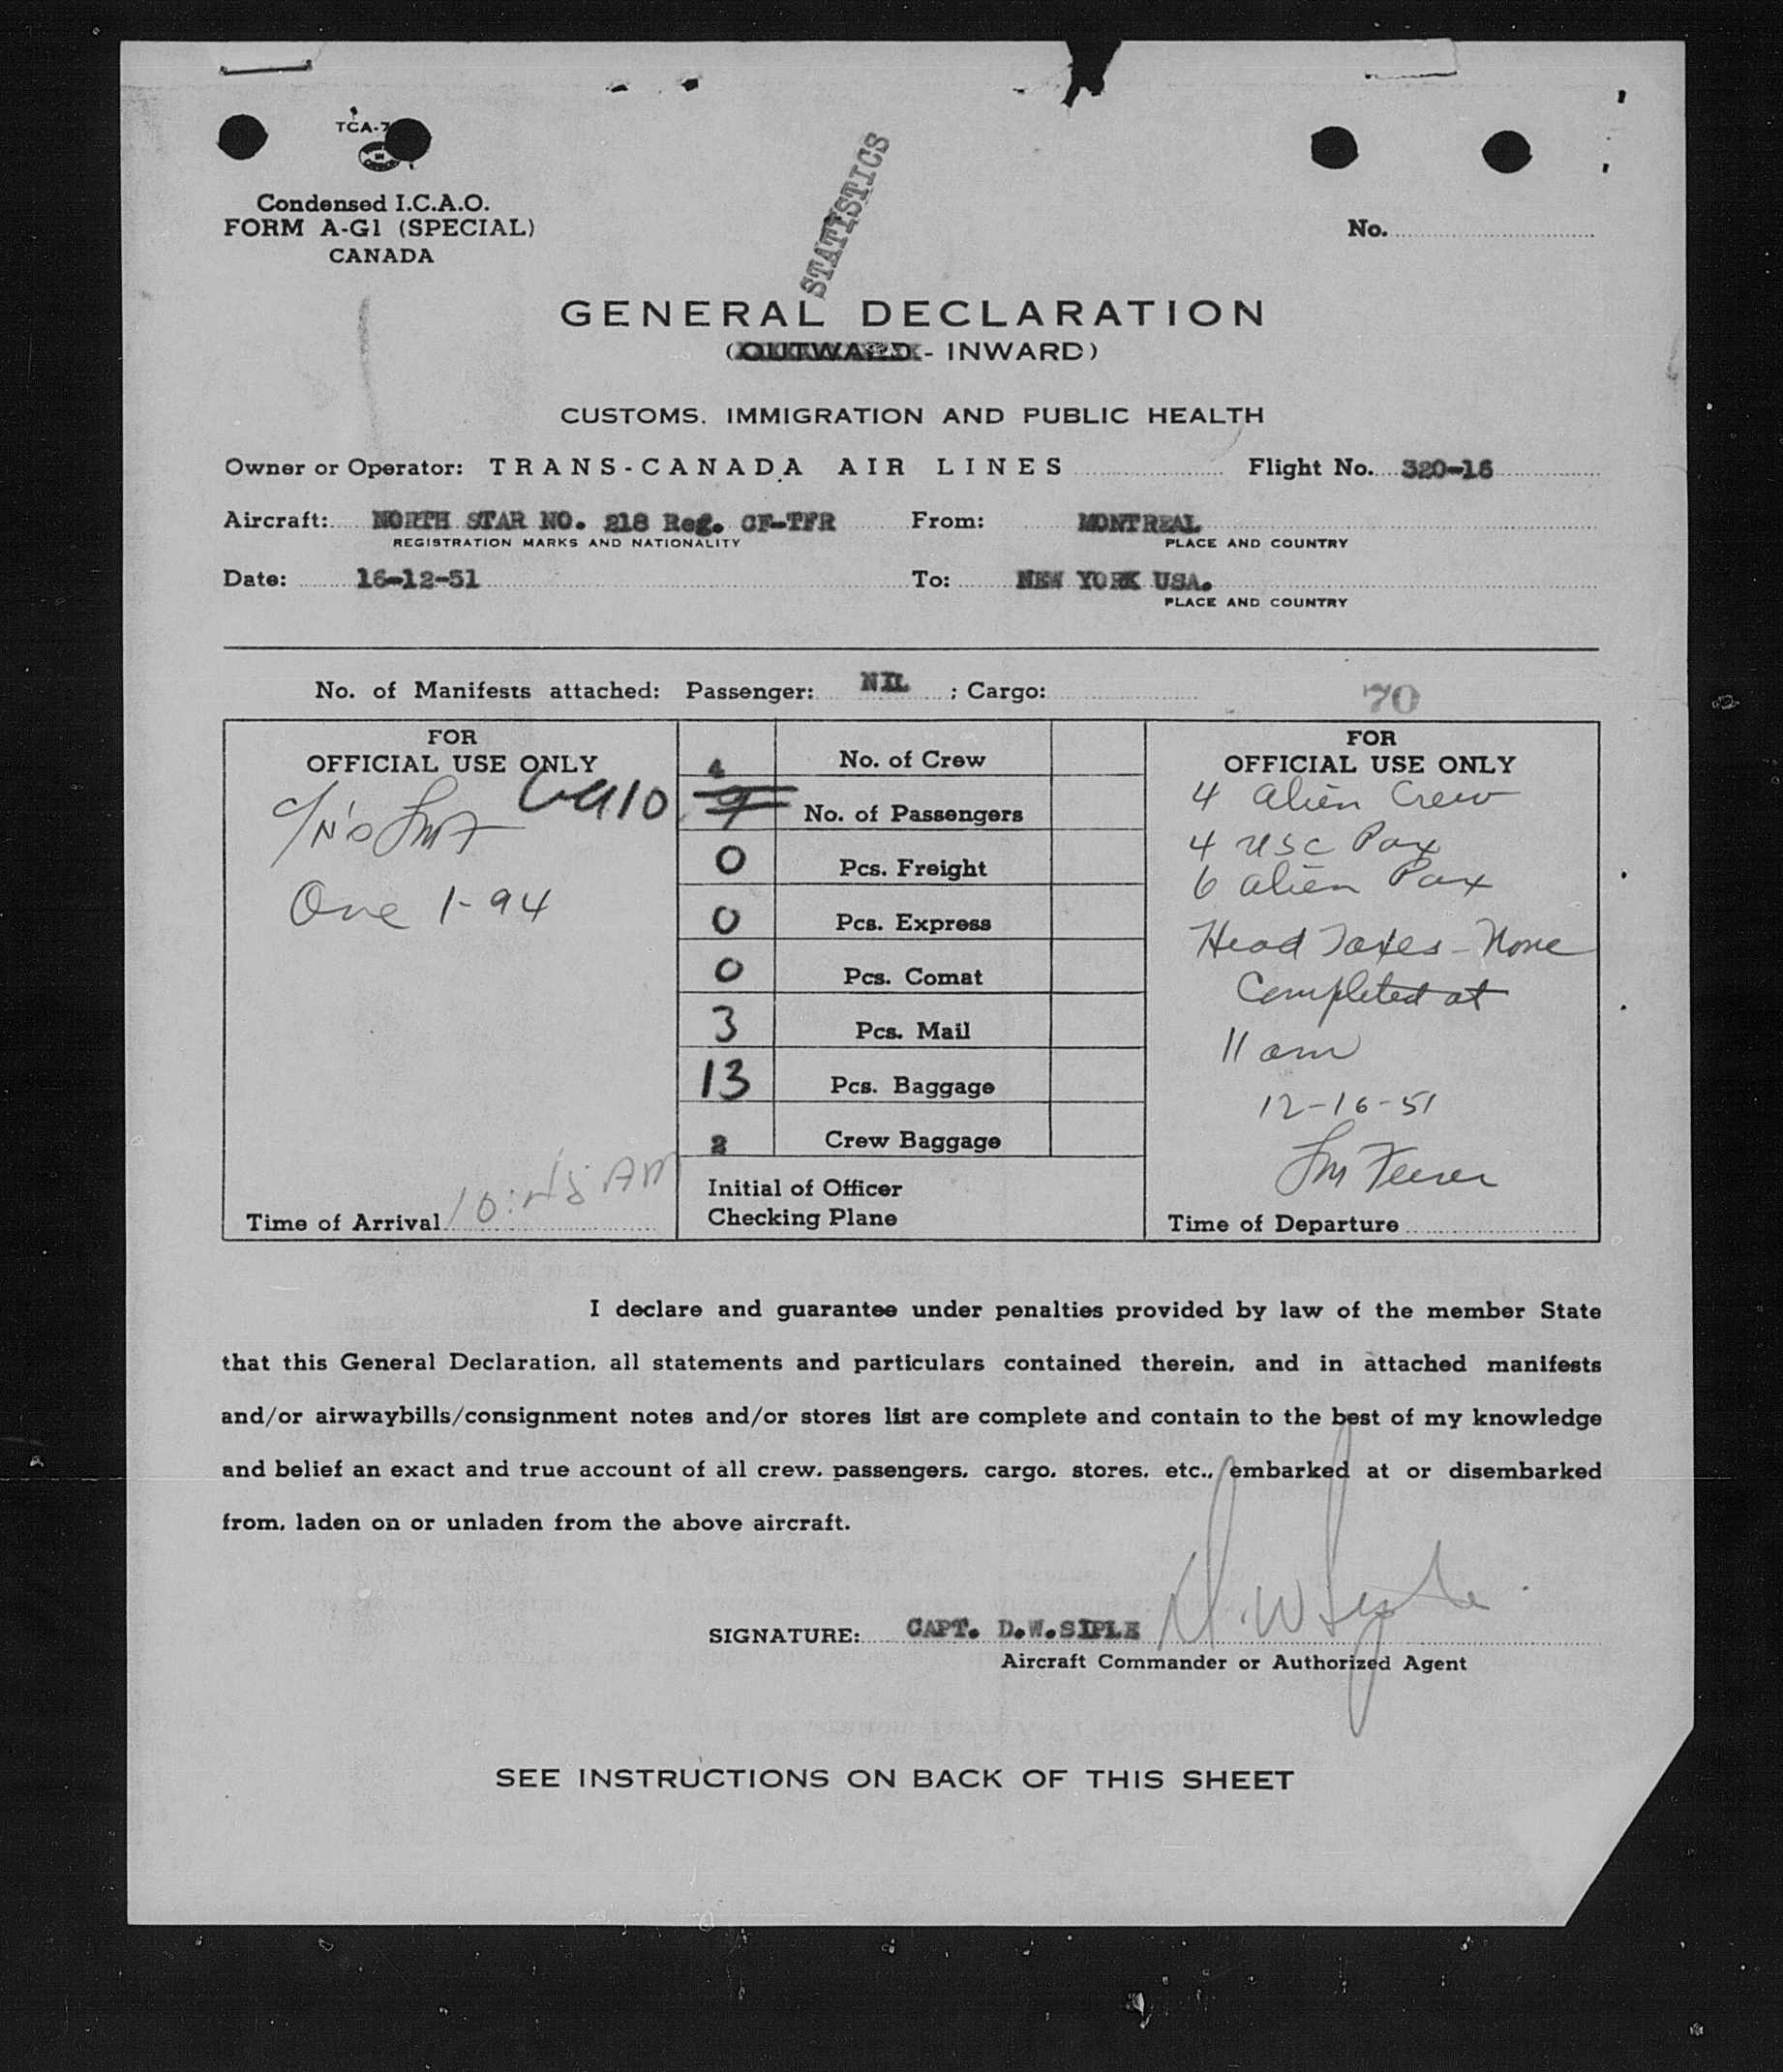 TCA-7
STATISTICS
Condensed I.C.A.O.
FORM A-G1 (SPECIAL)
CANADA
No.
GENERAL DECLARATION
(OUTWARD - INWARD)
CUSTOMS, IMMIGRATION AND PUBLIC HEALTH
Owner or Operator: TRANS-CANADA AIR LINES Flight No. 320-16
Aircraft: NORTH STAR NO. 218 Reg. CF-TFR From: MONTREAL
REGISTRATION MARKS AND NATIONALITY PLACE AND COUNTRY
Date: 16-12-51 To: NEW YORK USA.
PLACE AND COUNTRY
No. of Manifests attached: Passenger: NIL ; Cargo:
70
FOR
OFFICIAL USE ONLY
One 1-94
Time of Arrival 10:45 AM
4 No. of Crew
10 9 No. of Passengers
0 Pcs. Freight
0 Pcs. Express
0 Pcs. Comat
3 Pcs. Mail
13 Pcs. Baggage
2 Crew Baggage
Initial of Officer
Checking Plane
FOR
OFFICIAL USE ONLY
4 alien Crew
4 USC Pax
6 alien Pax
Head Taxes - None
Completed at
11 am
12-16-51
Time of Departure
I declare and guarantee under penalties provided by law of the member State
that this General Declaration, all statements and particulars contained therein, and in attached manifests
and/or airwaybills/consignment notes and/or stores list are complete and contain to the best of my knowledge
and belief an exact and true account of all crew, passengers, cargo, stores, etc., embarked at or disembarked
from, laden on or unladen from the above aircraft.
SIGNATURE: CAPT. D.W.SIPLE D.W Siple
Aircraft Commander or Authorized Agent
SEE INSTRUCTIONS ON BACK OF THIS SHEET